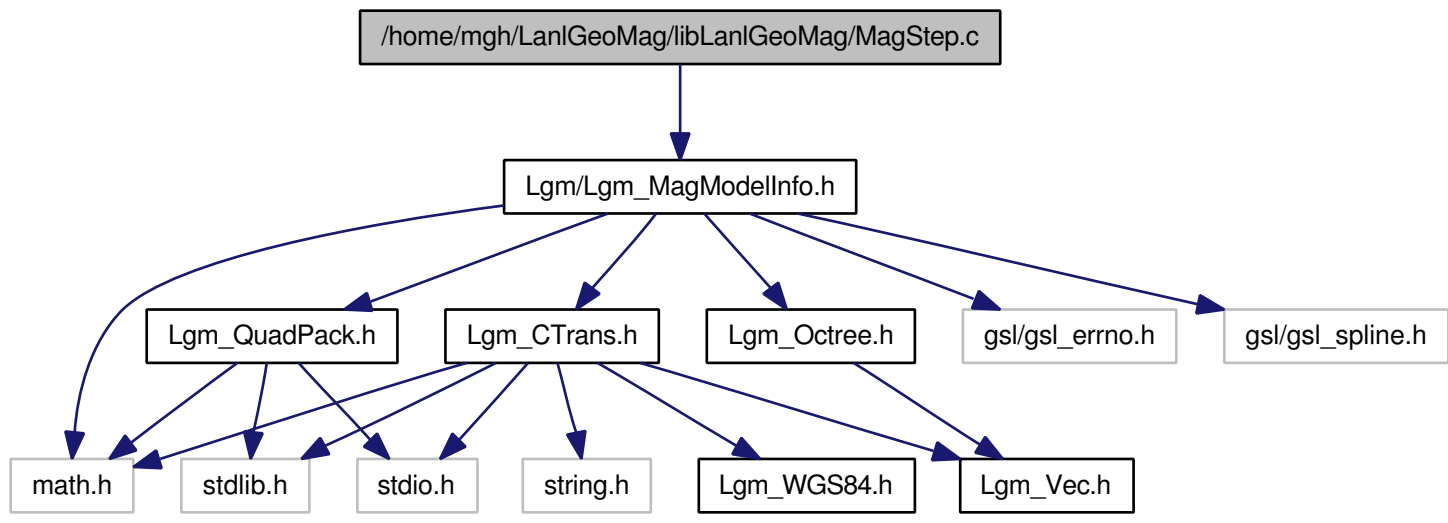 /home/mgh/LanlGeoMag/libLanlGeoMag/MagStep.c
Lgm/Lgm_MagModelInfo.h
Lgm_QuadPack.h
Lgm_CTrans.h
Lgm_Octree.h
gsl/gsl_errno.h
gsl/gsl_spline.h
math.h
stdlib.h
stdio.h
string.h
Lgm_WGS84.h
Lgm_Vec.h